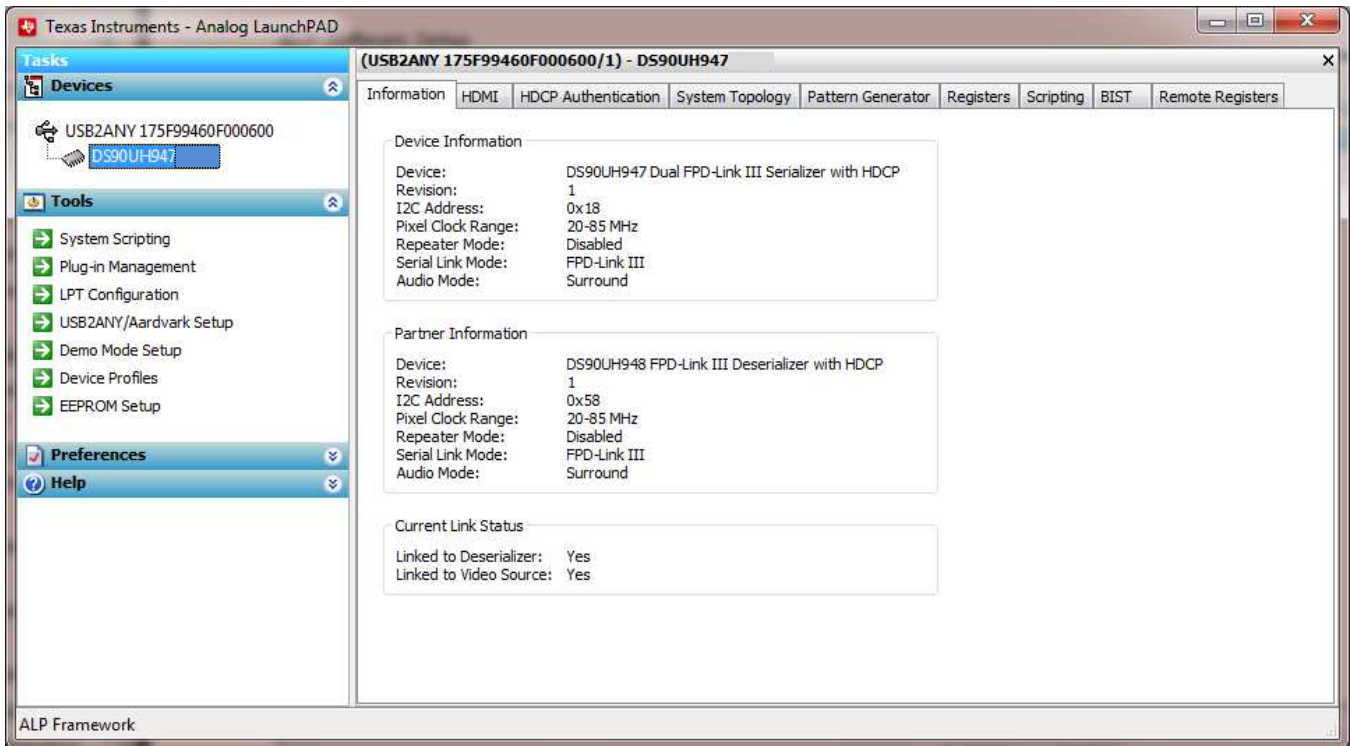 Texas Instruments - Analog LaunchPAD
Tasks
Devices
USB2ANY 175F99460F000600
DS90UH947
Tools
System Scripting
Plug-in Management
LPT Configuration
USB2ANY/Aardvark Setup
Demo Mode Setup
Device Profiles
EEPROM Setup
Preferences
Help
(USB2ANY 175F99460F000600/1) - DS90UH947
Information HDMI HDCP Authentication System Topology Pattern Generator Registers Scripting BIST Remote Registers
Device Information
Device: DS90UH947 Dual FPD-Link III Serializer with HDCP
Revision: 1
I2C Address: 0x18
Pixel Clock Range: 20-85 MHz
Repeater Mode: Disabled
Serial Link Mode: FPD-Link III
Audio Mode: Surround
Partner Information
Device: DS90UH948 FPD-Link III Deserializer with HDCP
Revision: 1
I2C Address: 0x58
Pixel Clock Range: 20-85 MHz
Repeater Mode: Disabled
Serial Link Mode: FPD-Link III
Audio Mode: Surround
Current Link Status
Linked to Deserializer: Yes
Linked to Video Source: Yes
ALP Framework